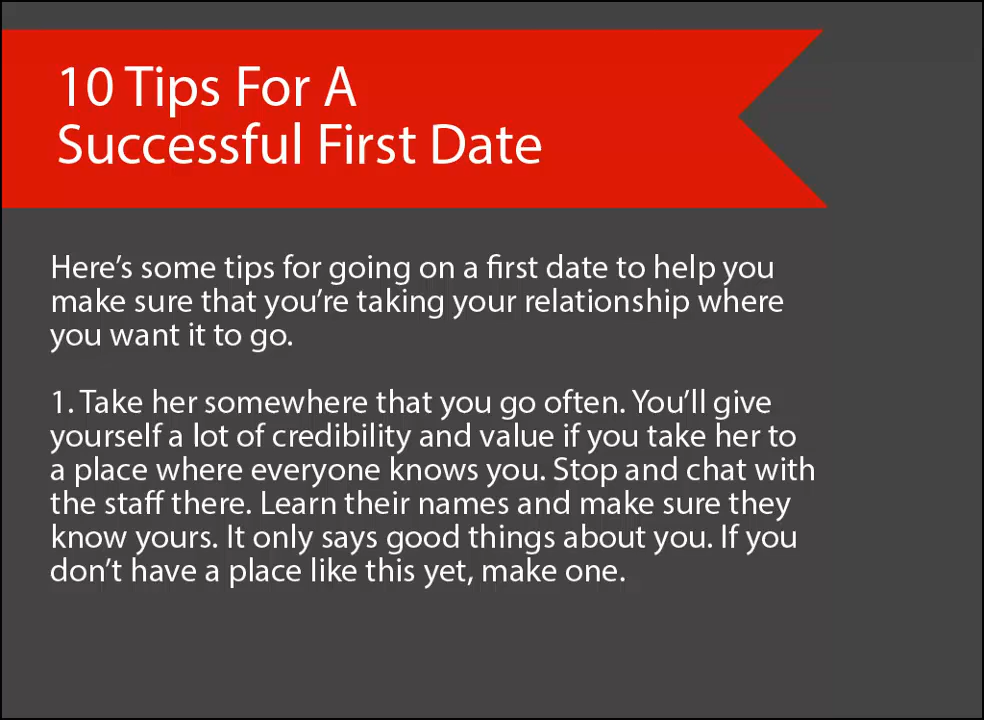 10 Tips For A
Successful First Date
Here's some tips for going on a first date to help you
make sure that you're taking your relationship where
you want it to go.
1. Take her somewhere that you go often. You'll give
yourself a lot of credibility and value if you take her to
a place where everyone knows you. Stop and chat with
the staff there. Learn their names and make sure they
know yours. It only says good things about you. If you
don't have a place like this yet, make one.